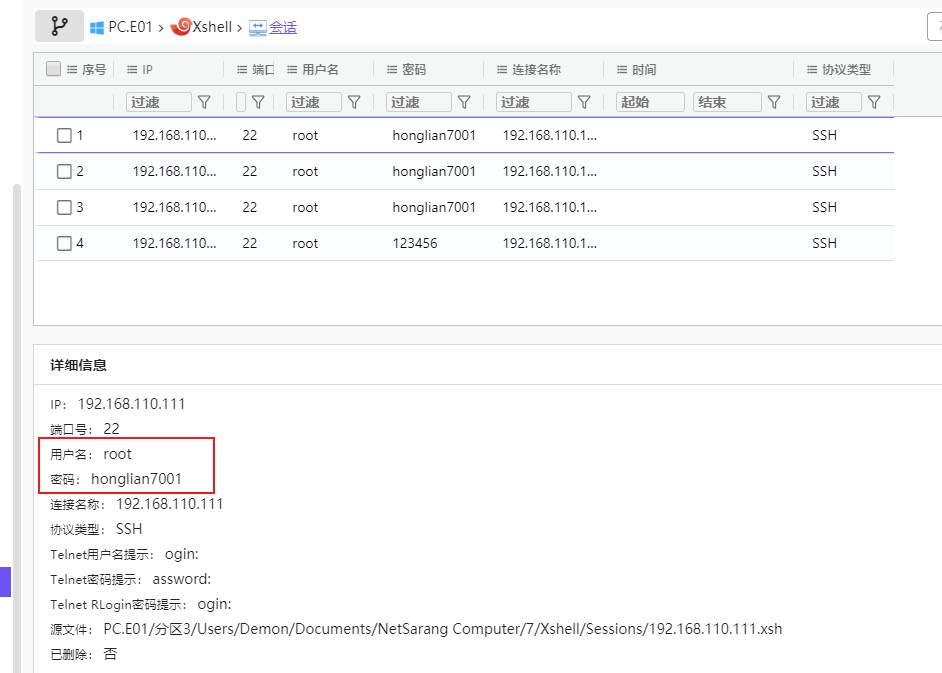 PC.E01 › Xshell › 会话
序号 IP 端口 用户名 密码 连接名称 时间 协议类型
过滤 过滤 过滤 过滤 起始 结束 过滤
1 192.168.110... 22 root honglian7001 192.168.110.1... SSH
2 192.168.110... 22 root honglian7001 192.168.110.1... SSH
3 192.168.110... 22 root honglian7001 192.168.110.1... SSH
4 192.168.110... 22 root 123456 192.168.110.1... SSH
详细信息
IP: 192.168.110.111
端口号: 22
用户名: root
密码: honglian7001
连接名称: 192.168.110.111
协议类型: SSH
Telnet用户名提示: ogin:
Telnet密码提示: assword:
Telnet RLogin密码提示: ogin:
源文件: PC.E01/分区3/Users/Demon/Documents/NetSarang Computer/7/Xshell/Sessions/192.168.110.111.xsh
已删除: 否